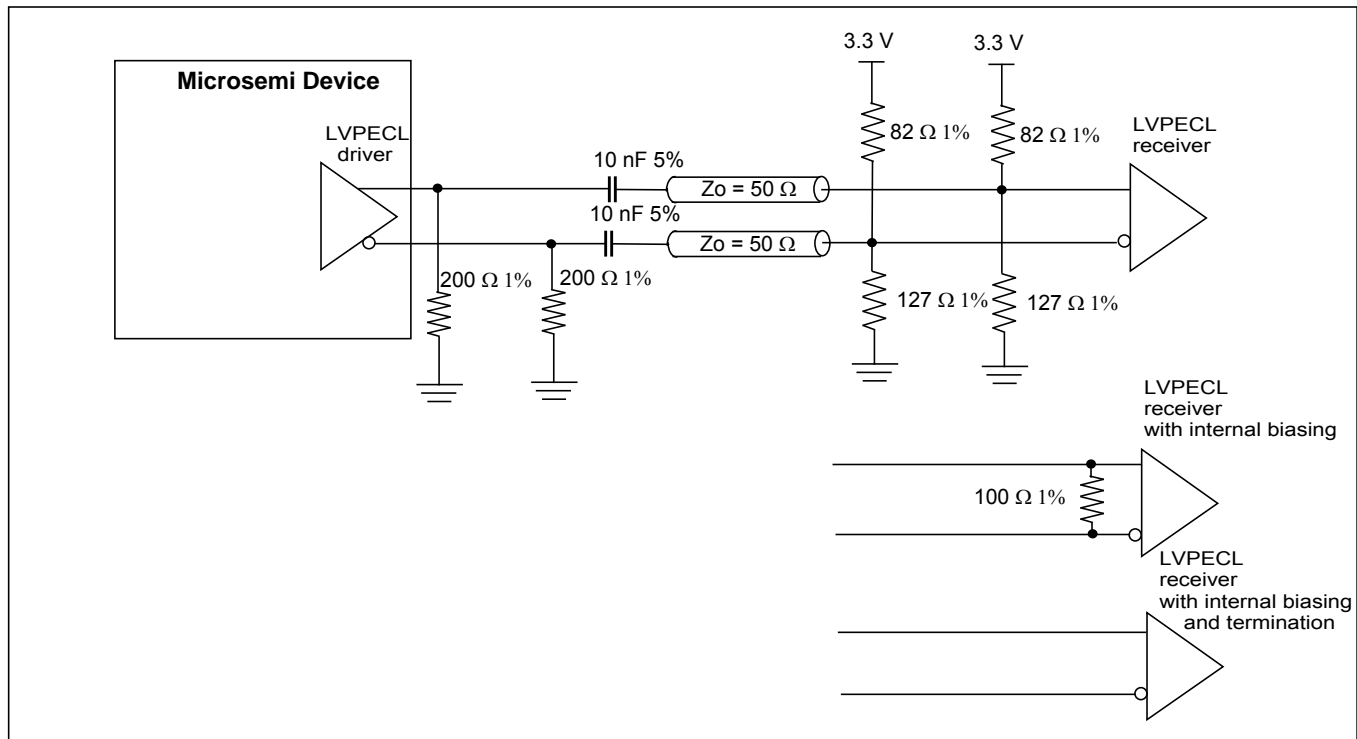 3.3 V
3.3 V
Microsemi Device
LVPECL
driver
82 Ω 1%
82 Ω 1%
LVPECL
receiver
10 nF 5%
Zo = 50 Ω
10 nF 5%
Zo = 50 Ω
200 Ω 1%
200 Ω 1%
127 Ω 1%
127 Ω 1%
LVPECL
receiver
with internal biasing
100 Ω 1%
LVPECL
receiver
with internal biasing
and termination